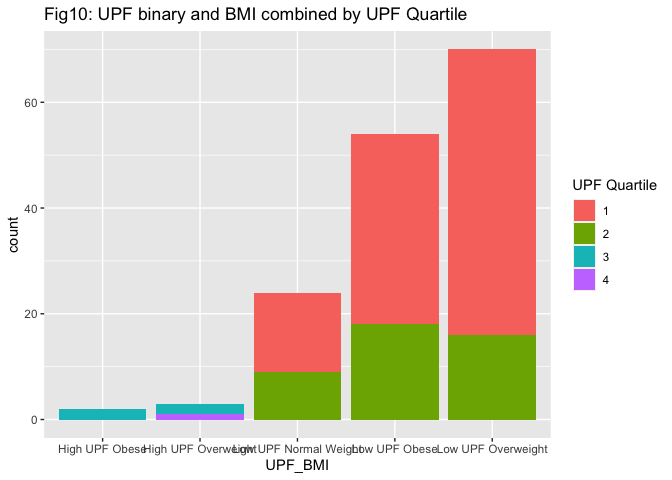 Fig10: UPF binary and BMI combined by UPF Quartile
count
60
40
20
0
High UPF Obese
High UPF Overweight
Low UPF Normal Weight
Low UPF Obese
Low UPF Overweight
UPF_BMI
UPF Quartile
1
2
3
4